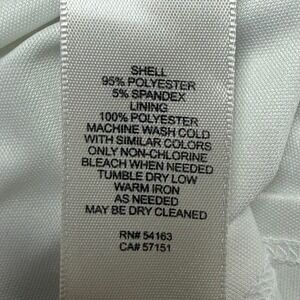 SHELL
95% POLYESTER
5% SPANDEX
LINING
100% POLYESTER
MACHINE WASH COLD
WITH SIMILAR COLORS
ONLY NON-CHLORINE
BLEACH WHEN NEEDED
TUMBLE DRY LOW
WARM IRON
AS NEEDED
MAY BE DRY CLEANED
RN# 54163
CA# 57151